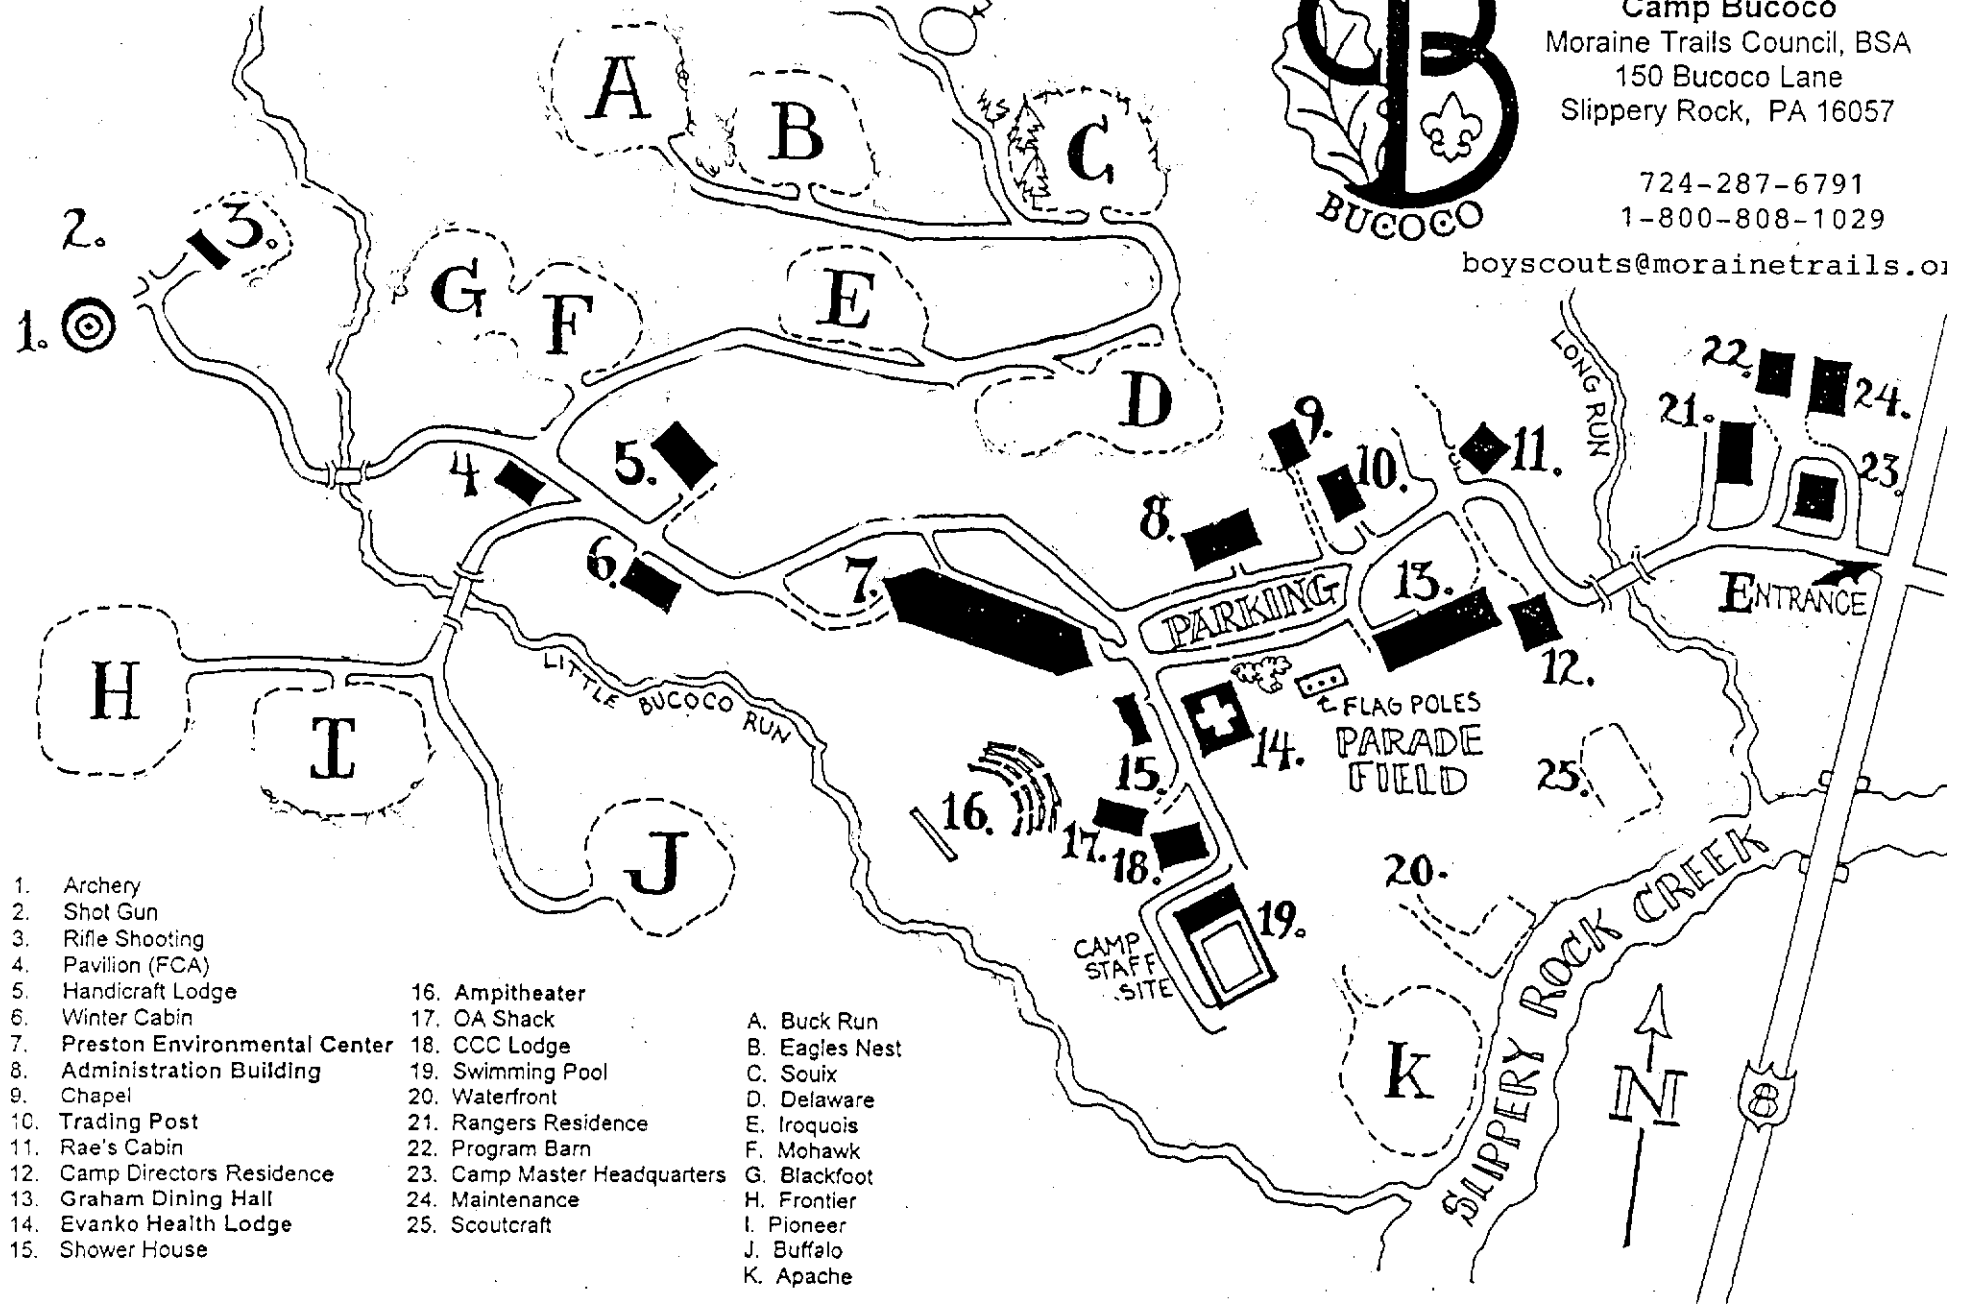 Camp Bucoco
Moraine Trails Council, BSA
150 Bucoco Lane
Slippery Rock, PA 16057
724-287-6791
1-800-808-1029
boyscouts@morainetrails.or
B
BUCOCO
A
B
C
2.
3.
1.
G
F
E
D
LONG RUN
22.
24.
21.
23.
ENTRANCE
9.
10.
11.
4
5.
8.
6.
7.
PARKING
13.
12.
H
I
LITTLE BUCOCO RUN
FLAG POLES
PARADE
FIELD
14.
15.
25.
16.
17.
18.
J
20.
19.
CAMP
STAFF
SITE
K
SLIPPERY ROCK CREEK
N
8
1. Archery
2. Shot Gun
3. Rifle Shooting
4. Pavilion (FCA)
5. Handicraft Lodge
6. Winter Cabin
7. Preston Environmental Center
8. Administration Building
9. Chapel
10. Trading Post
11. Rae's Cabin
12. Camp Directors Residence
13. Graham Dining Hall
14. Evanko Health Lodge
15. Shower House
16. Ampitheater
17. OA Shack
18. CCC Lodge
19. Swimming Pool
20. Waterfront
21. Rangers Residence
22. Program Barn
23. Camp Master Headquarters
24. Maintenance
25. Scoutcraft
A. Buck Run
B. Eagles Nest
C. Souix
D. Delaware
E. Iroquois
F. Mohawk
G. Blackfoot
H. Frontier
I. Pioneer
J. Buffalo
K. Apache